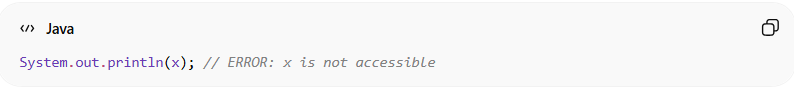 </> Java
System.out.println(x); // ERROR: x is not accessible